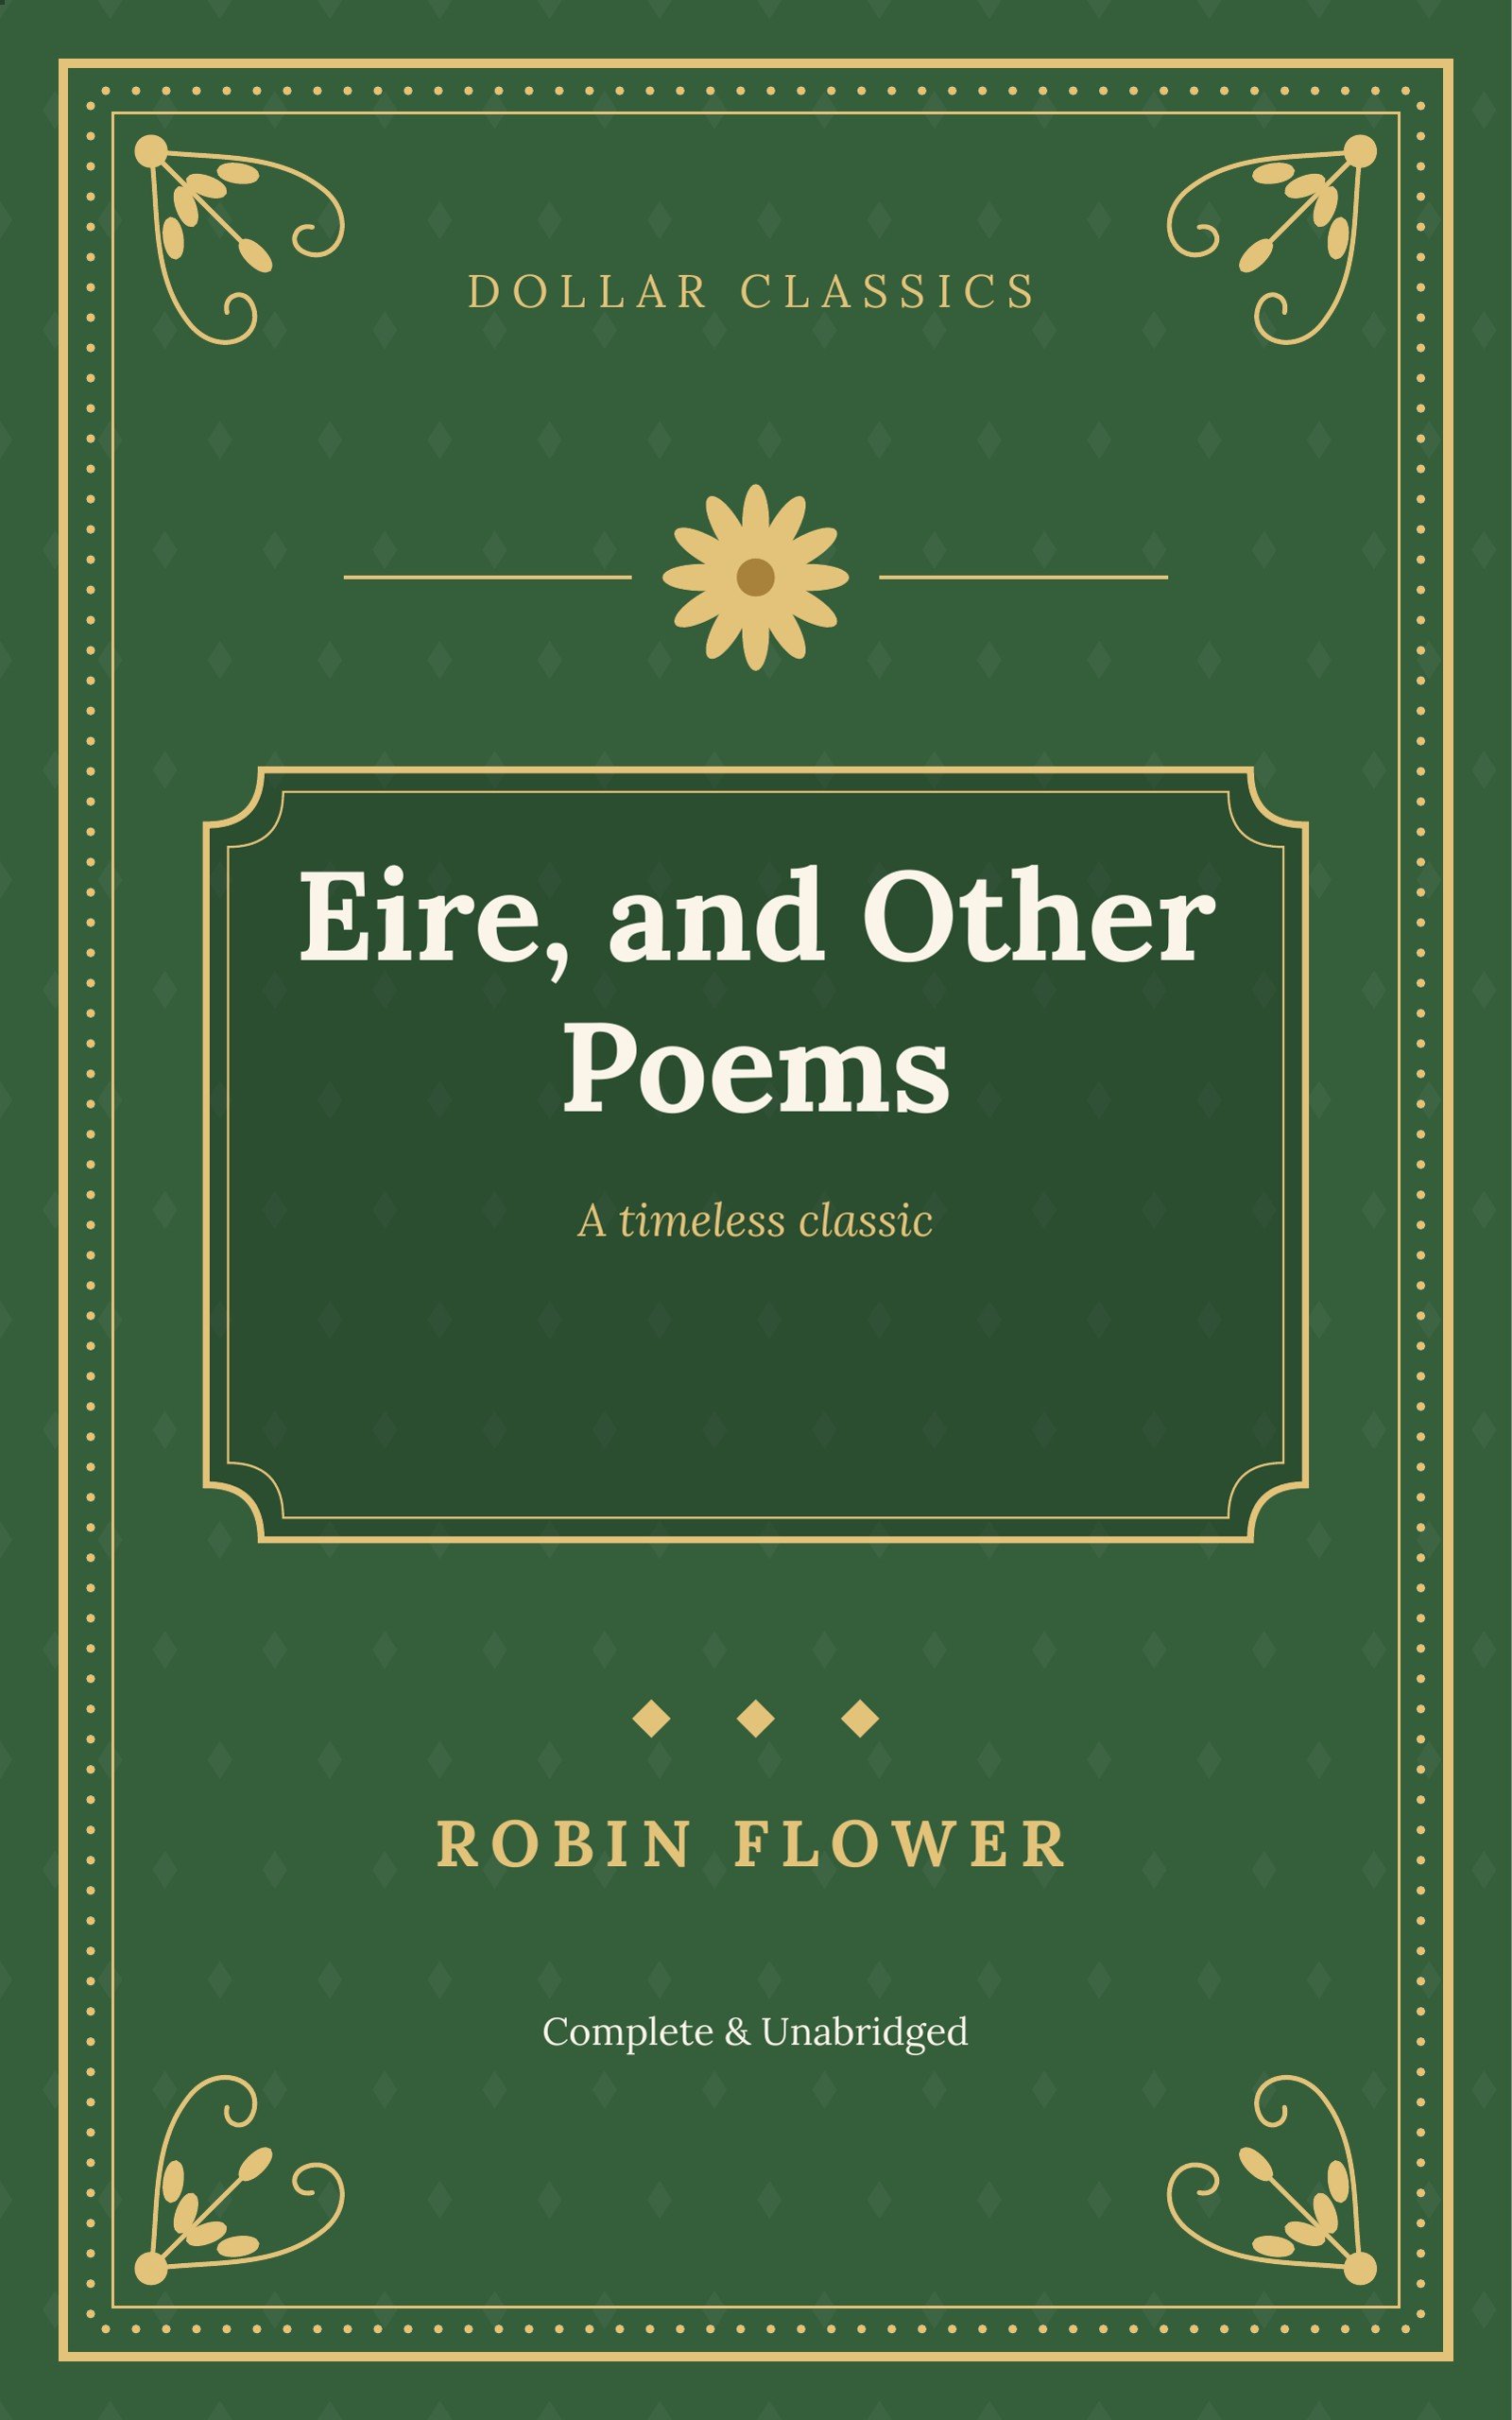 DOLLAR CLASSICS
Eire, and Other
Poems
A timeless classic
ROBIN FLOWER
Complete & Unabridged